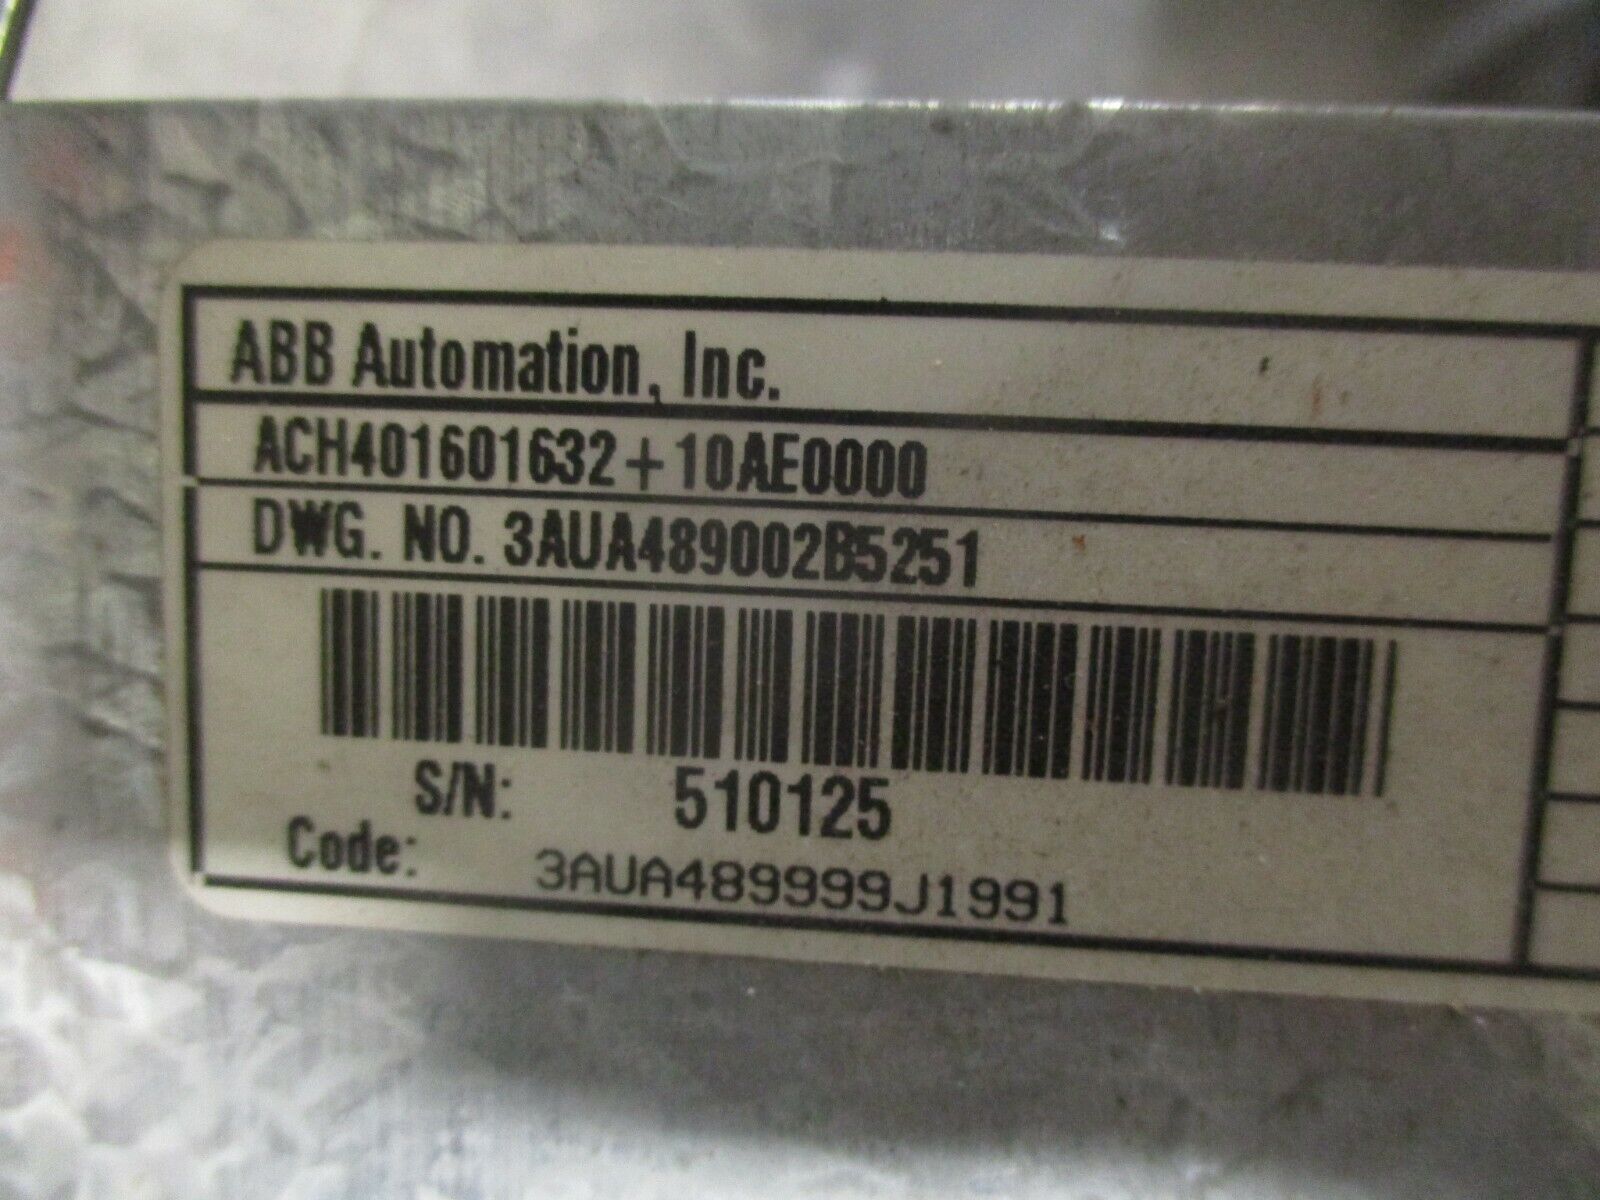 ABB Automation, Inc.
ACH401601632+10AE0000
DWG. NO. 3AUA489002B5251
S/N: 510125
Code: 3AUA489999J1991